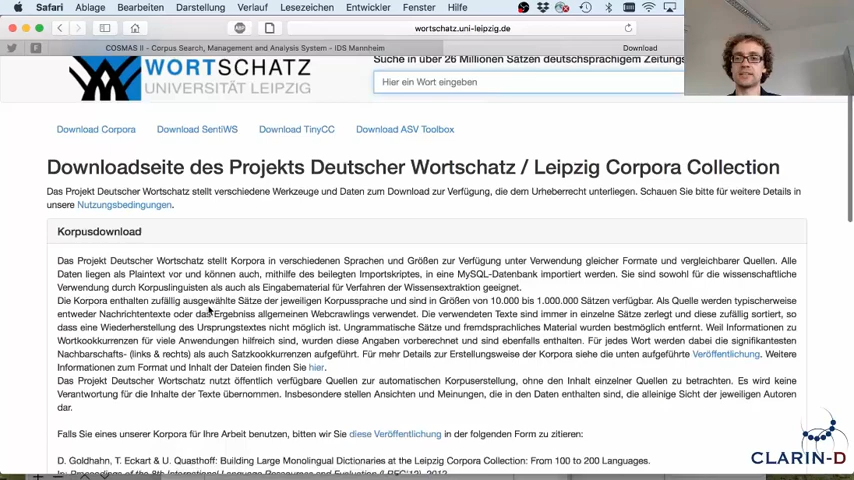 Safari Ablage Bearbeiten Darstellung Verlauf Lesezeichen Entwickler Fenster Hilfe
wortschatz.uni-leipzig.de
COSMAS II - Corpus Search, Management and Analysis System - IDS Mannheim
Download
WORTSCHATZ
UNIVERSITÄT LEIPZIG
Suche in über 26 Millionen Sätzen deutschsprachigem Zeitungs
Hier ein Wort eingeben
Download Corpora Download SentiWS Download TinyCC Download ASV Toolbox
Downloadseite des Projekts Deutscher Wortschatz / Leipzig Corpora Collection
Das Projekt Deutscher Wortschatz stellt verschiedene Werkzeuge und Daten zum Download zur Verfügung, die dem Urheberrecht unterliegen. Schauen Sie bitte für weitere Details in
unsere Nutzungsbedingungen.
Korpusdownload
Das Projekt Deutscher Wortschatz stellt Korpora in verschiedenen Sprachen und Größen zur Verfügung unter Verwendung gleicher Formate und vergleichbarer Quellen. Alle
Daten liegen als Plaintext vor und können auch, mithilfe des beilegten Importskriptes, in eine MySQL-Datenbank importiert werden. Sie sind sowohl für die wissenschaftliche
Verwendung durch Korpuslinguisten als auch als Eingabematerial für Verfahren der Wissensextraktion geeignet.
Die Korpora enthalten zufällig ausgewählte Sätze der jeweiligen Korpussprache und sind in Größen von 10.000 bis 1.000.000 Sätzen verfügbar. Als Quelle werden typischerweise
entweder Nachrichtentexte oder das Ergebnis allgemeinen Webcrawlings verwendet. Die verwendeten Texte sind immer in einzelne Sätze zerlegt und diese zufällig sortiert, so
dass eine Wiederherstellung des Ursprungstextes nicht möglich ist. Ungrammatische Sätze und fremdsprachliches Material wurden bestmöglich entfernt. Weil Informationen zu
Wortkookkurrenzen für viele Anwendungen hilfreich sind, wurden diese Angaben vorberechnet und sind ebenfalls enthalten. Für jedes Wort werden dabei die signifikantesten
Nachbarschafts- (links & rechts) als auch Satzkookkurrenzen aufgeführt. Für mehr Details zur Erstellungsweise der Korpora siehe die unten aufgeführte Veröffentlichung. Weitere
Informationen zum Format und Inhalt der Dateien finden Sie hier.
Das Projekt Deutscher Wortschatz nutzt öffentlich verfügbare Quellen zur automatischen Korpuserstellung, ohne den Inhalt einzelner Quellen zu betrachten. Es wird keine
Verantwortung für die Inhalte der Texte übernommen. Insbesondere stellen Ansichten und Meinungen, die in den Daten enthalten sind, die alleinige Sicht der jeweiligen Autoren
dar.
Falls Sie eines unserer Korpora für Ihre Arbeit benutzen, bitten wir Sie diese Veröffentlichung in der folgenden Form zu zitieren:
D. Goldhahn, T. Eckart & U. Quasthoff: Building Large Monolingual Dictionaries at the Leipzig Corpora Collection: From 100 to 200 Languages.
In: Proceedings of the 8th International Language Ressources and Evaluation (LREC'12), 2012
CLARIN-D